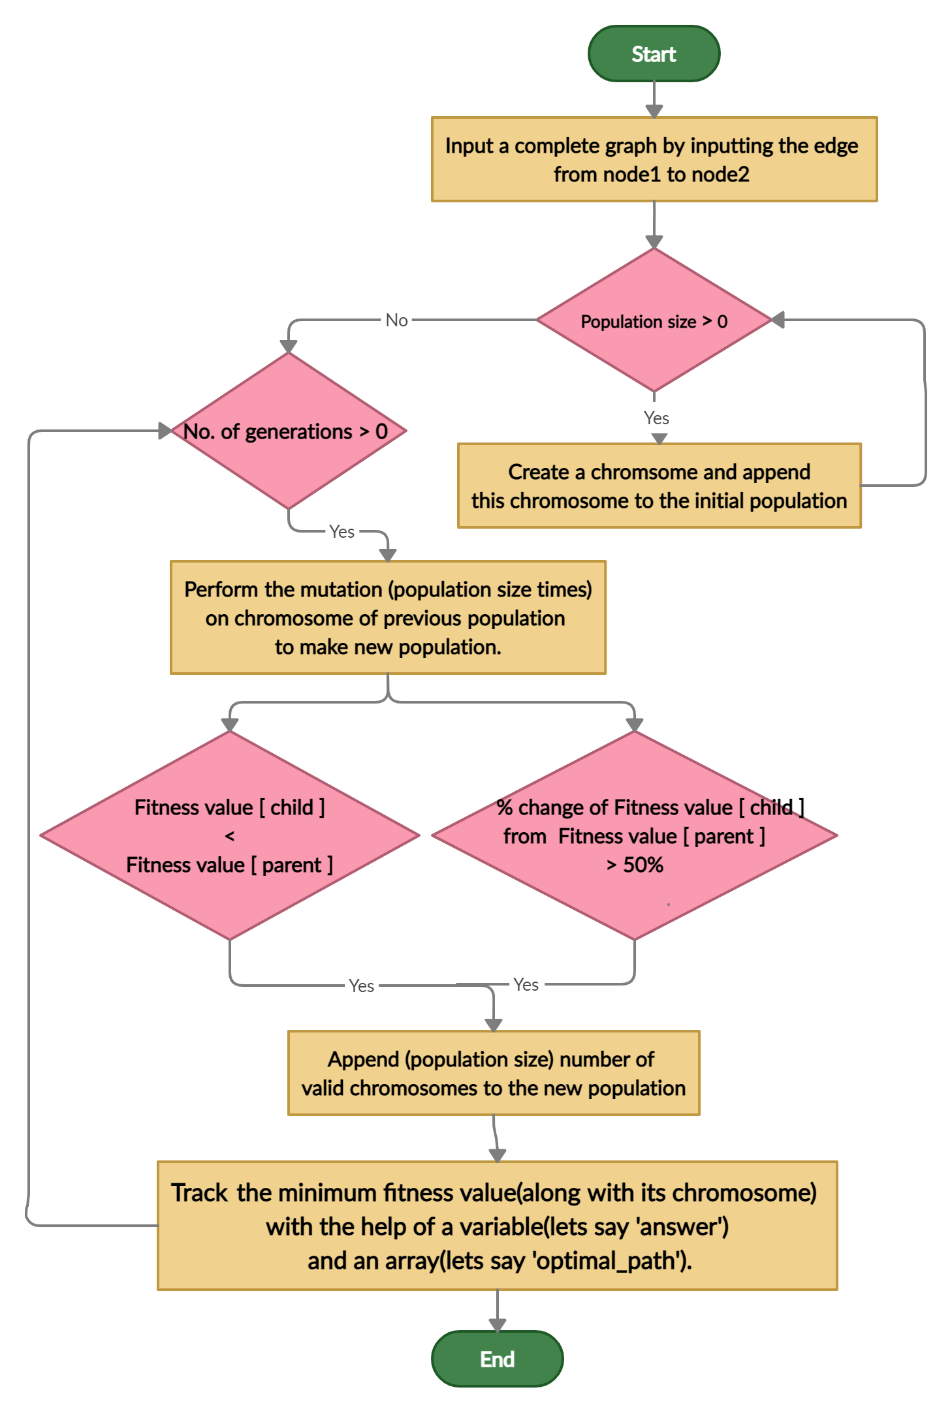 Start
Input a complete graph by inputting the edge
from node1 to node2
Population size > 0
No
Yes
Create a chromsome and append
this chromosome to the initial population
No. of generations > 0
Yes
Perform the mutation (population size times)
on chromosome of previous population
to make new population.
Fitness value [ child ]
<
Fitness value [ parent ]
% change of Fitness value [ child ]
from Fitness value [ parent ]
> 50%
.
Yes
Yes
Append (population size) number of
valid chromosomes to the new population
Track the minimum fitness value(along with its chromosome)
with the help of a variable(lets say 'answer')
and an array(lets say 'optimal_path').
End